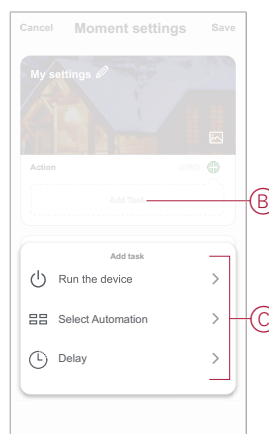 Cancel Moment settings Save
My settings
Action
Add Task
B
Add task
Run the device
Select Automation
C
Delay